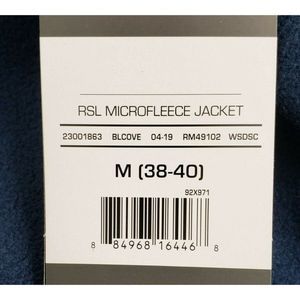 RSL MICROFLEECE JACKET
23001863 BLCOVE 04-19 RM49102 WSDSC
M (38-40)
92X971
8 84968 16446 8